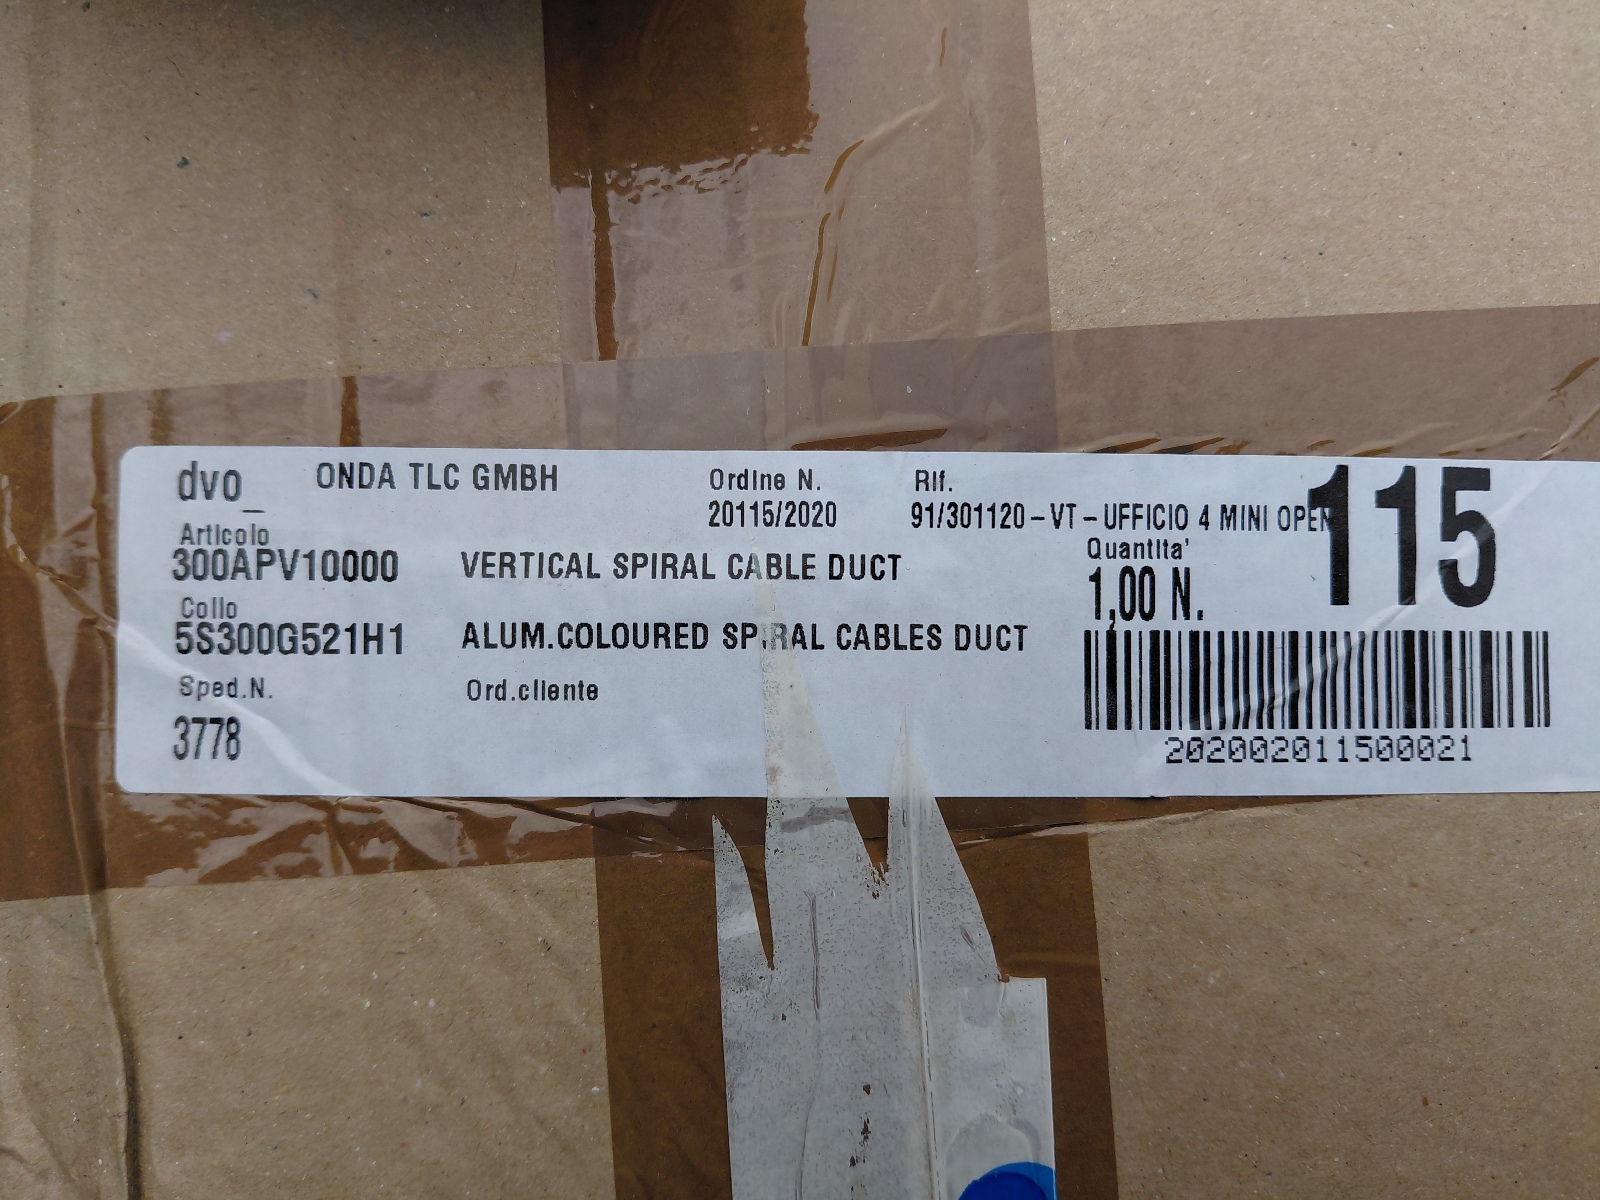 dvo_ ONDA TLC GMBH Ordine N. Rif. 115
20115/2020 91/301120-VT-UFFICIO 4 MINI OPEN
Articolo Quantita'
300APV10000 VERTICAL SPIRAL CABLE DUCT 1,00 N.
Collo
5S300G521H1 ALUM.COLOURED SPIRAL CABLES DUCT
Sped.N. Ord.cliente
3778
202002011500021